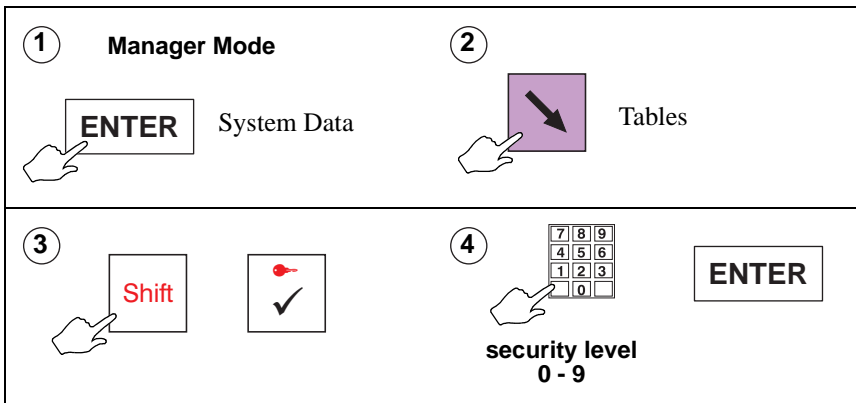 1 Manager Mode
ENTER System Data
2
Tables
3
Shift
4
7 8 9
4 5 6
1 2 3
0
ENTER
security level
0 - 9